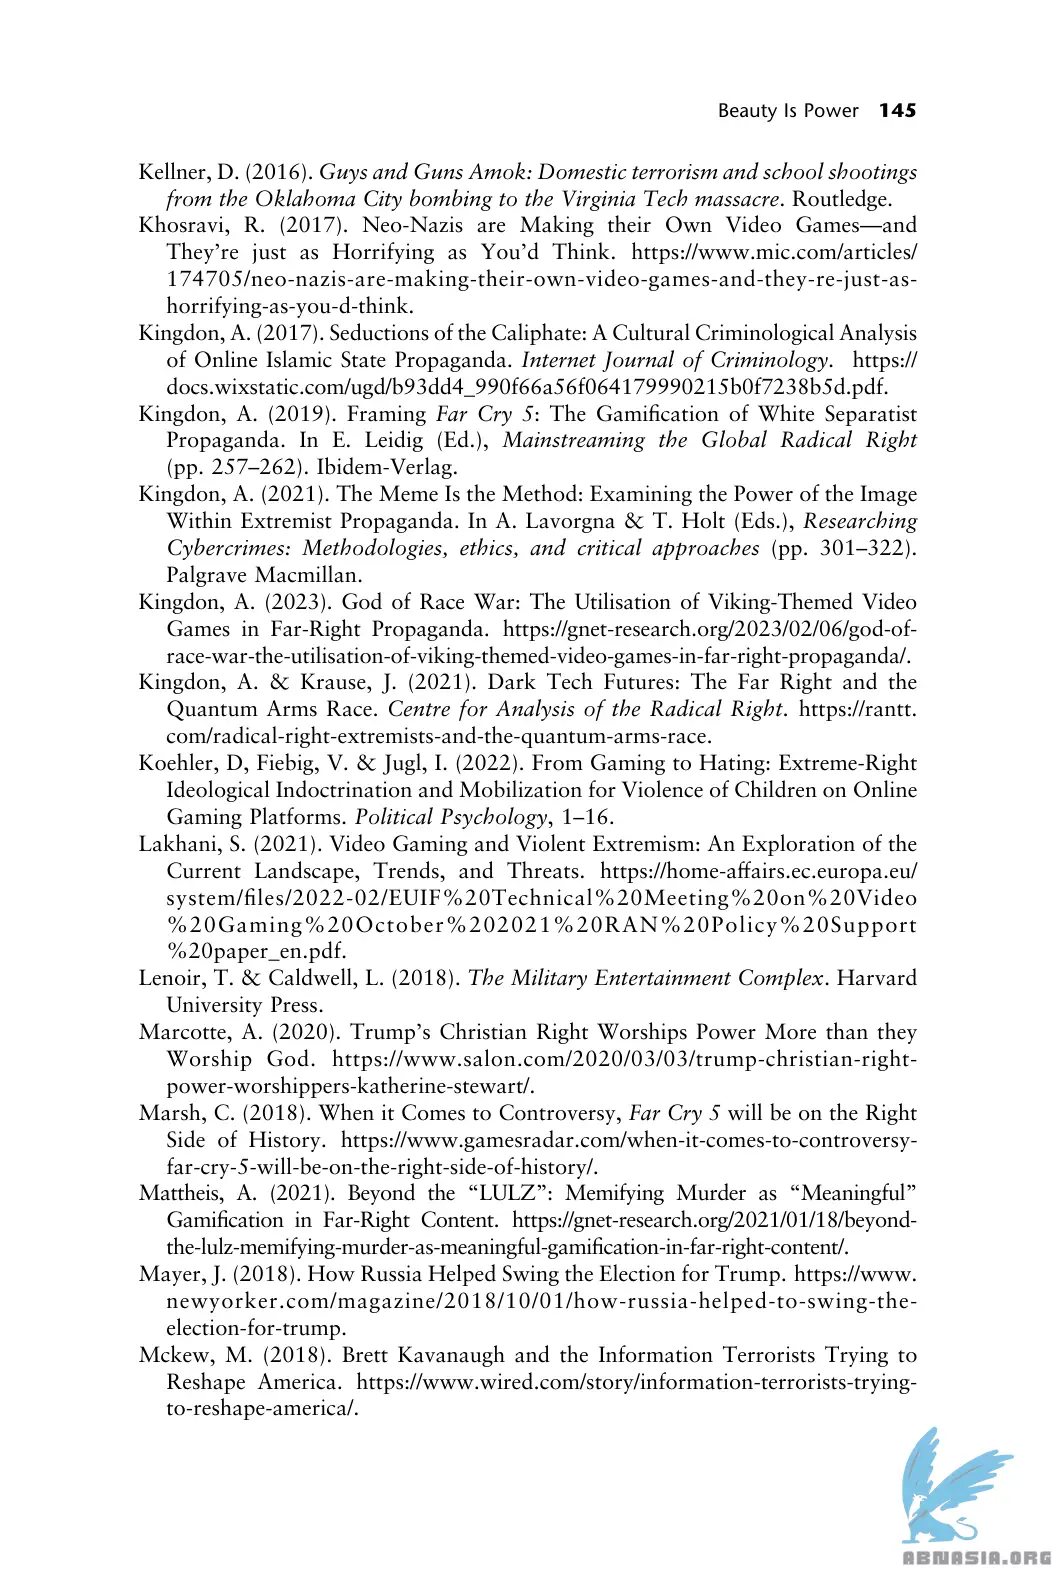 Beauty Is Power 145
Kellner, D. (2016). Guys and Guns Amok: Domestic terrorism and school shootings
from the Oklahoma City bombing to the Virginia Tech massacre. Routledge.
Khosravi, R. (2017). Neo-Nazis are Making their Own Video Games—and
They’re just as Horrifying as You’d Think. https://www.mic.com/articles/
174705/neo-nazis-are-making-their-own-video-games-and-they-re-just-as-
horrifying-as-you-d-think.
Kingdon, A. (2017). Seductions of the Caliphate: A Cultural Criminological Analysis
of Online Islamic State Propaganda. Internet Journal of Criminology. https://
docs.wixstatic.com/ugd/b93dd4_990f66a56f064179990215b0f7238b5d.pdf.
Kingdon, A. (2019). Framing Far Cry 5: The Gamification of White Separatist
Propaganda. In E. Leidig (Ed.), Mainstreaming the Global Radical Right
(pp. 257–262). Ibidem-Verlag.
Kingdon, A. (2021). The Meme Is the Method: Examining the Power of the Image
Within Extremist Propaganda. In A. Lavorgna & T. Holt (Eds.), Researching
Cybercrimes: Methodologies, ethics, and critical approaches (pp. 301–322).
Palgrave Macmillan.
Kingdon, A. (2023). God of Race War: The Utilisation of Viking-Themed Video
Games in Far-Right Propaganda. https://gnet-research.org/2023/02/06/god-of-
race-war-the-utilisation-of-viking-themed-video-games-in-far-right-propaganda/.
Kingdon, A. & Krause, J. (2021). Dark Tech Futures: The Far Right and the
Quantum Arms Race. Centre for Analysis of the Radical Right. https://rantt.
com/radical-right-extremists-and-the-quantum-arms-race.
Koehler, D, Fiebig, V. & Jugl, I. (2022). From Gaming to Hating: Extreme-Right
Ideological Indoctrination and Mobilization for Violence of Children on Online
Gaming Platforms. Political Psychology, 1–16.
Lakhani, S. (2021). Video Gaming and Violent Extremism: An Exploration of the
Current Landscape, Trends, and Threats. https://home-affairs.ec.europa.eu/
system/files/2022-02/EUIF%20Technical%20Meeting%20on%20Video
%20Gaming%20October%202021%20RAN%20Policy%20Support
%20paper_en.pdf.
Lenoir, T. & Caldwell, L. (2018). The Military Entertainment Complex. Harvard
University Press.
Marcotte, A. (2020). Trump’s Christian Right Worships Power More than they
Worship God. https://www.salon.com/2020/03/03/trump-christian-right-
power-worshippers-katherine-stewart/.
Marsh, C. (2018). When it Comes to Controversy, Far Cry 5 will be on the Right
Side of History. https://www.gamesradar.com/when-it-comes-to-controversy-
far-cry-5-will-be-on-the-right-side-of-history/.
Mattheis, A. (2021). Beyond the “LULZ”: Memifying Murder as “Meaningful”
Gamification in Far-Right Content. https://gnet-research.org/2021/01/18/beyond-
the-lulz-memifying-murder-as-meaningful-gamification-in-far-right-content/.
Mayer, J. (2018). How Russia Helped Swing the Election for Trump. https://www.
newyorker.com/magazine/2018/10/01/how-russia-helped-to-swing-the-
election-for-trump.
Mckew, M. (2018). Brett Kavanaugh and the Information Terrorists Trying to
Reshape America. https://www.wired.com/story/information-terrorists-trying-
to-reshape-america/.
ABNASIA.ORG